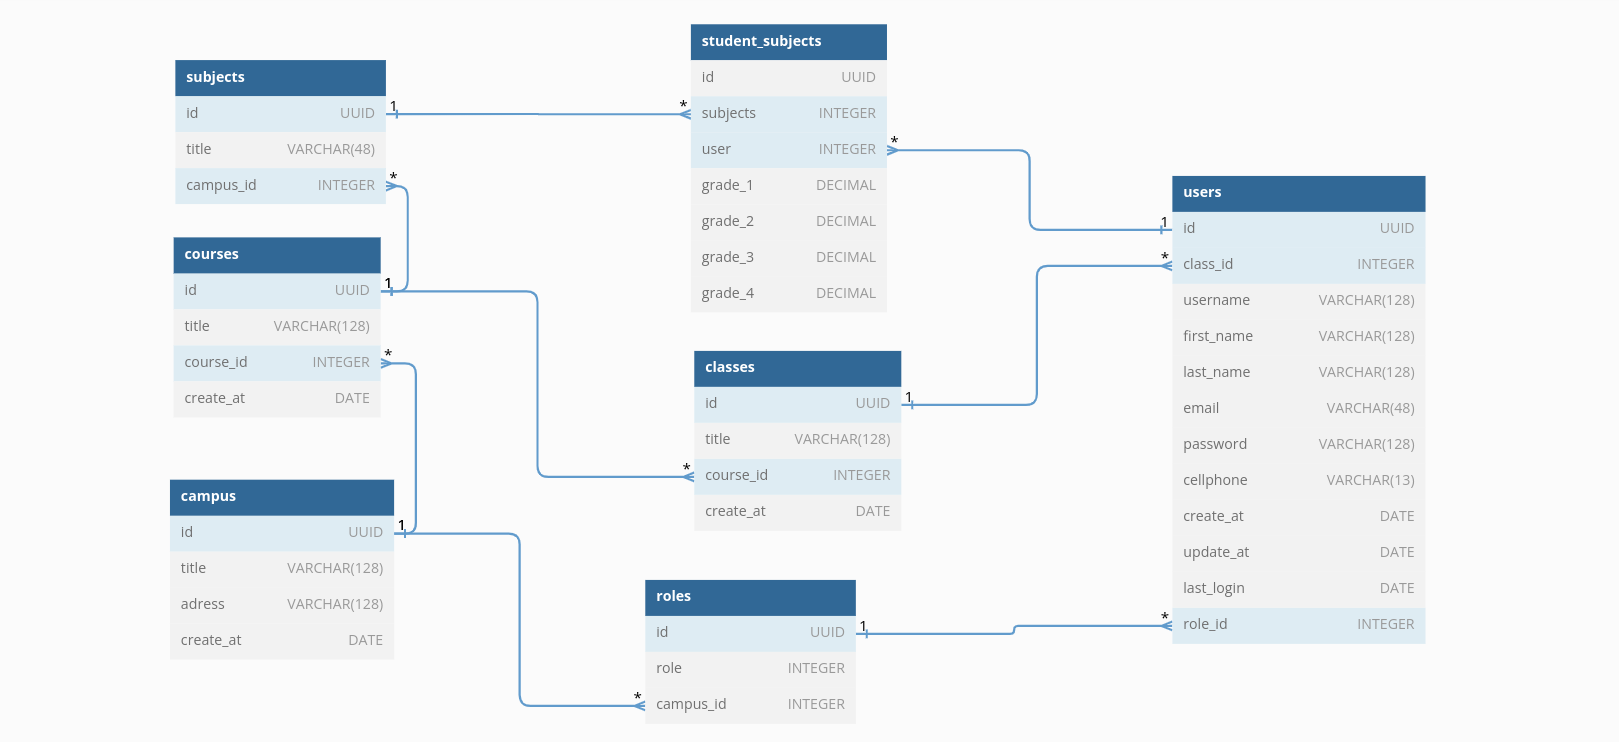 student_subjects
id UUID
subjects INTEGER
user INTEGER
grade_1 DECIMAL
grade_2 DECIMAL
grade_3 DECIMAL
grade_4 DECIMAL
* *
subjects
id UUID
title VARCHAR(48)
campus_id INTEGER
1 *
courses
id UUID
title VARCHAR(128)
course_id INTEGER
create_at DATE
1 *
users
id UUID
class_id INTEGER
username VARCHAR(128)
first_name VARCHAR(128)
last_name VARCHAR(128)
email VARCHAR(48)
password VARCHAR(128)
cellphone VARCHAR(13)
create_at DATE
update_at DATE
last_login DATE
role_id INTEGER
1 * *
classes
id UUID
title VARCHAR(128)
course_id INTEGER
create_at DATE
1 *
campus
id UUID
title VARCHAR(128)
adress VARCHAR(128)
create_at DATE
1
roles
id UUID
role INTEGER
campus_id INTEGER
1 *